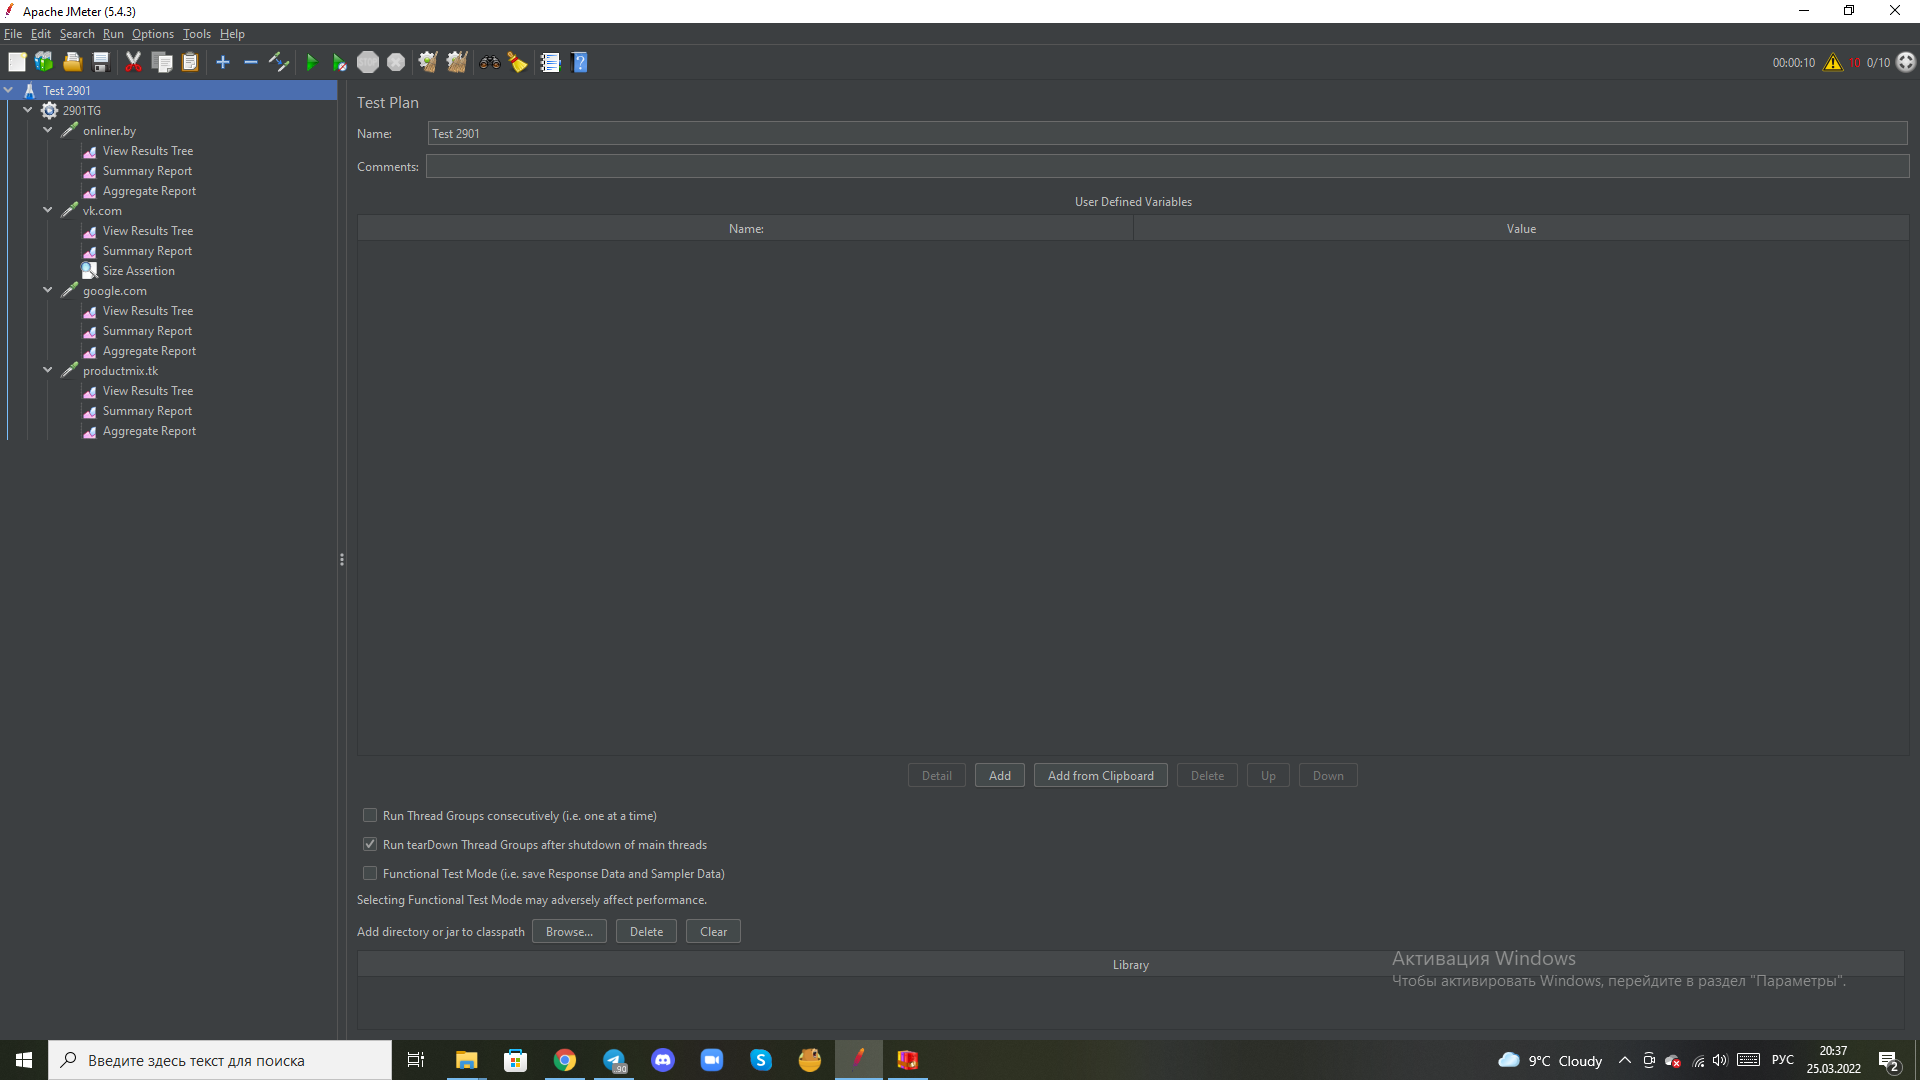 Apache JMeter (5.4.3)
File Edit Search Run Options Tools Help
00:00:10 10 0/10
Test 2901
2901TG
onliner.by
View Results Tree
Summary Report
Aggregate Report
vk.com
View Results Tree
Summary Report
Size Assertion
google.com
View Results Tree
Summary Report
Aggregate Report
productmix.tk
View Results Tree
Summary Report
Aggregate Report
Test Plan
Name: Test 2901
Comments:
User Defined Variables
Name: Value
Detail Add Add from Clipboard Delete Up Down
Run Thread Groups consecutively (i.e. one at a time)
Run tearDown Thread Groups after shutdown of main threads
Functional Test Mode (i.e. save Response Data and Sampler Data)
Selecting Functional Test Mode may adversely affect performance.
Add directory or jar to classpath Browse... Delete Clear
Library
Активация Windows
Чтобы активировать Windows, перейдите в раздел "Параметры".
Введите здесь текст для поиска
90
9°C Cloudy
РУС
20:37
25.03.2022
2